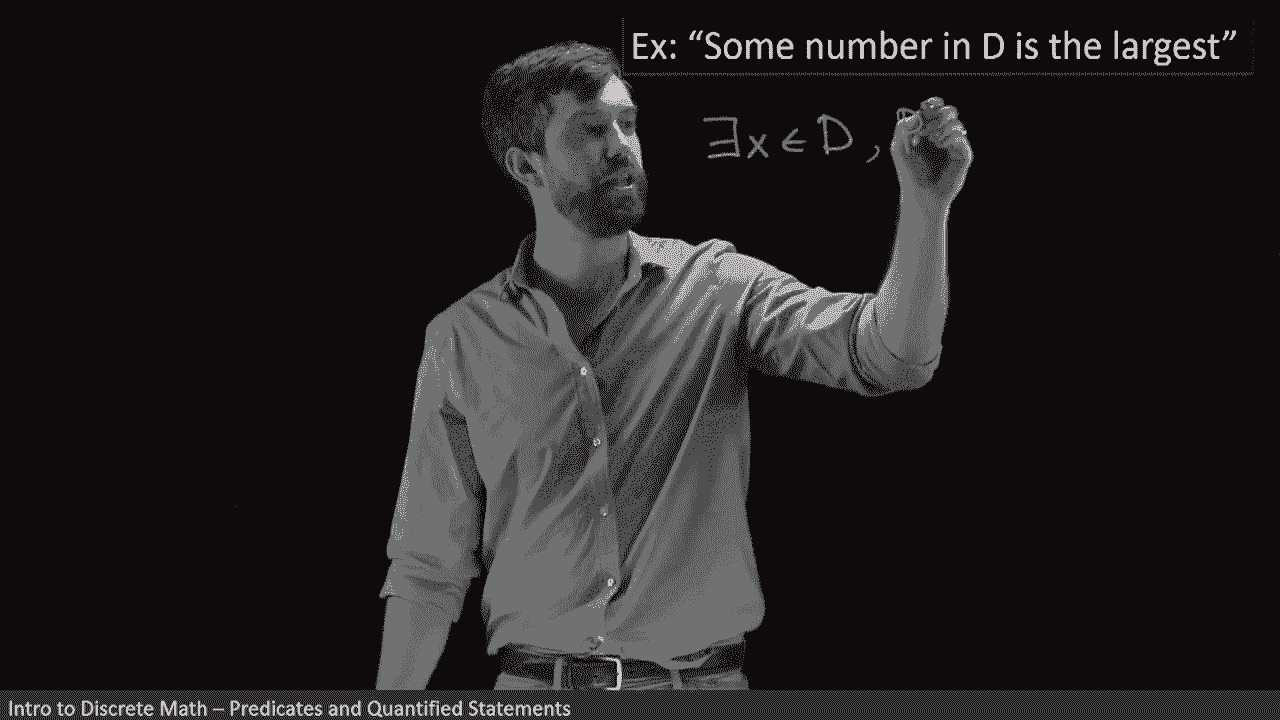 Ex: “Some number in D is the largest”
∃x ∈ D ,
Intro to Discrete Math – Predicates and Quantified Statements